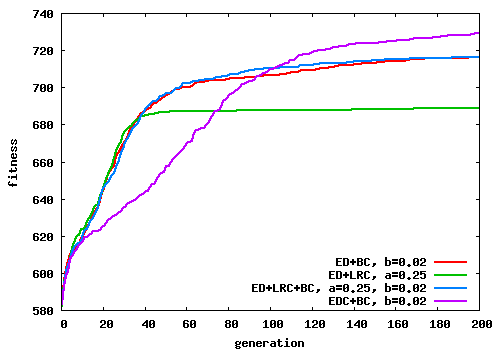 740
720
700
680
660
640
620
600
580
fitness
ED+BC, b=0.02
ED+LRC, a=0.25
ED+LRC+BC, a=0.25, b=0.02
EDC+BC, b=0.02
0 20 40 60 80 100 120 140 160 180 200
generation